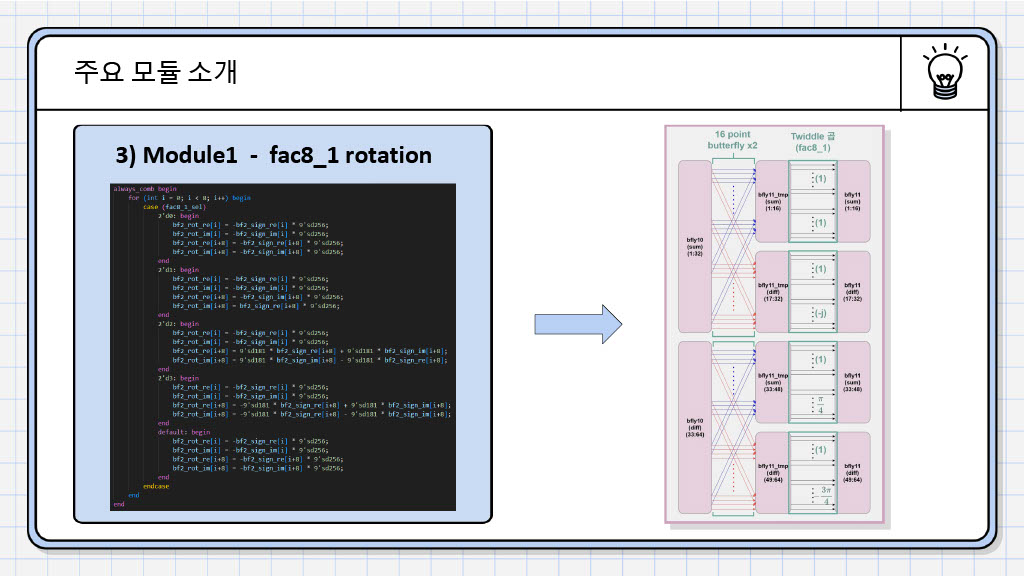 주요 모듈 소개
3) Module1 - fac8_1 rotation
always_comb begin
for (int i = 0; i < 8; i++) begin
case (fac8_1_sel)
2'd0: begin
bf2_rot_re[i] = -bf2_sign_re[i] * 9'sd256;
bf2_rot_im[i] = -bf2_sign_im[i] * 9'sd256;
bf2_rot_re[i+8] = -bf2_sign_re[i+8] * 9'sd256;
bf2_rot_im[i+8] = -bf2_sign_im[i+8] * 9'sd256;
end
2'd1: begin
bf2_rot_re[i] = -bf2_sign_re[i] * 9'sd256;
bf2_rot_im[i] = -bf2_sign_im[i] * 9'sd256;
bf2_rot_re[i+8] = -bf2_sign_im[i+8] * 9'sd256;
bf2_rot_im[i+8] = bf2_sign_re[i+8] * 9'sd256;
end
2'd2: begin
bf2_rot_re[i] = -bf2_sign_re[i] * 9'sd256;
bf2_rot_im[i] = -bf2_sign_im[i] * 9'sd256;
bf2_rot_re[i+8] = 9'sd181 * bf2_sign_re[i+8] + 9'sd181 * bf2_sign_im[i+8];
bf2_rot_im[i+8] = 9'sd181 * bf2_sign_im[i+8] - 9'sd181 * bf2_sign_re[i+8];
end
2'd3: begin
bf2_rot_re[i] = -bf2_sign_re[i] * 9'sd256;
bf2_rot_im[i] = -bf2_sign_im[i] * 9'sd256;
bf2_rot_re[i+8] = -9'sd181 * bf2_sign_re[i+8] + 9'sd181 * bf2_sign_im[i+8];
bf2_rot_im[i+8] = -9'sd181 * bf2_sign_im[i+8] - 9'sd181 * bf2_sign_re[i+8];
end
default: begin
bf2_rot_re[i] = -bf2_sign_re[i] * 9'sd256;
bf2_rot_im[i] = -bf2_sign_im[i] * 9'sd256;
bf2_rot_re[i+8] = -bf2_sign_re[i+8] * 9'sd256;
bf2_rot_im[i+8] = -bf2_sign_im[i+8] * 9'sd256;
end
endcase
end
end
16 point
butterfly x2
Twiddle 곱
(fac8_1)
bfly10
(sum)
(1:32)
bfly11_tmp
(sum)
(1:16)
(1)
(1)
bfly11
(sum)
(1:16)
bfly11_tmp
(diff)
(17:32)
(1)
(-j)
bfly11
(diff)
(17:32)
bfly10
(diff)
(33:64)
bfly11_tmp
(sum)
(33:48)
(1)
π
4
bfly11
(sum)
(33:48)
bfly11_tmp
(diff)
(49:64)
(1)
3π
4
bfly11
(diff)
(49:64)